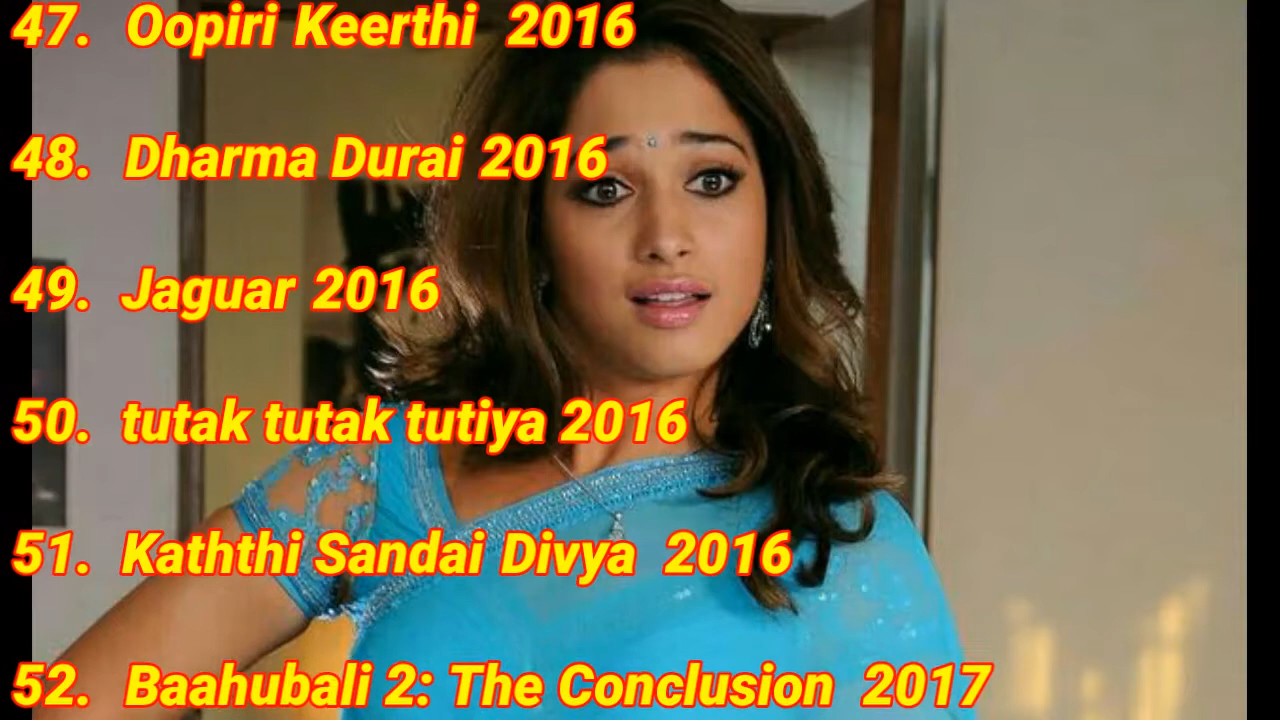 47. Oopiri Keerthi 2016
48. Dharma Durai 2016
49. Jaguar 2016
50. tutak tutak tutiya 2016
51. Kaththi Sandai Divya 2016
52. Baahubali 2: The Conclusion 2017